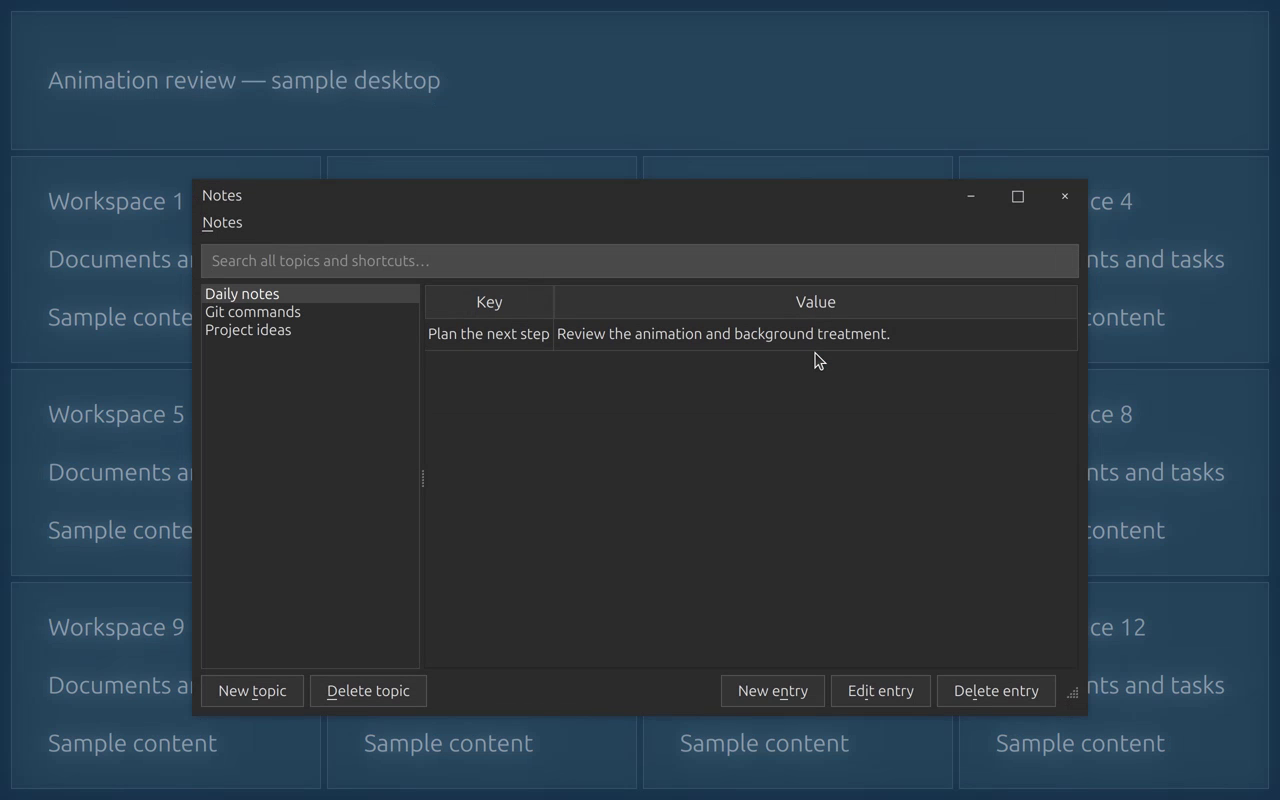 Animation review — sample desktop
Workspace 1
Documents a
Sample conte
ce 4
nts and tasks
content
Notes
Notes
Search all topics and shortcuts…
Daily notes
Git commands
Project ideas
Key Value
Plan the next step Review the animation and background treatment.
Workspace 5
Documents a
Sample conte
ce 8
nts and tasks
content
New topic Delete topic New entry Edit entry Delete entry
Workspace 9
Documents a
Sample content
Sample content
Sample content
ce 12
nts and tasks
Sample content